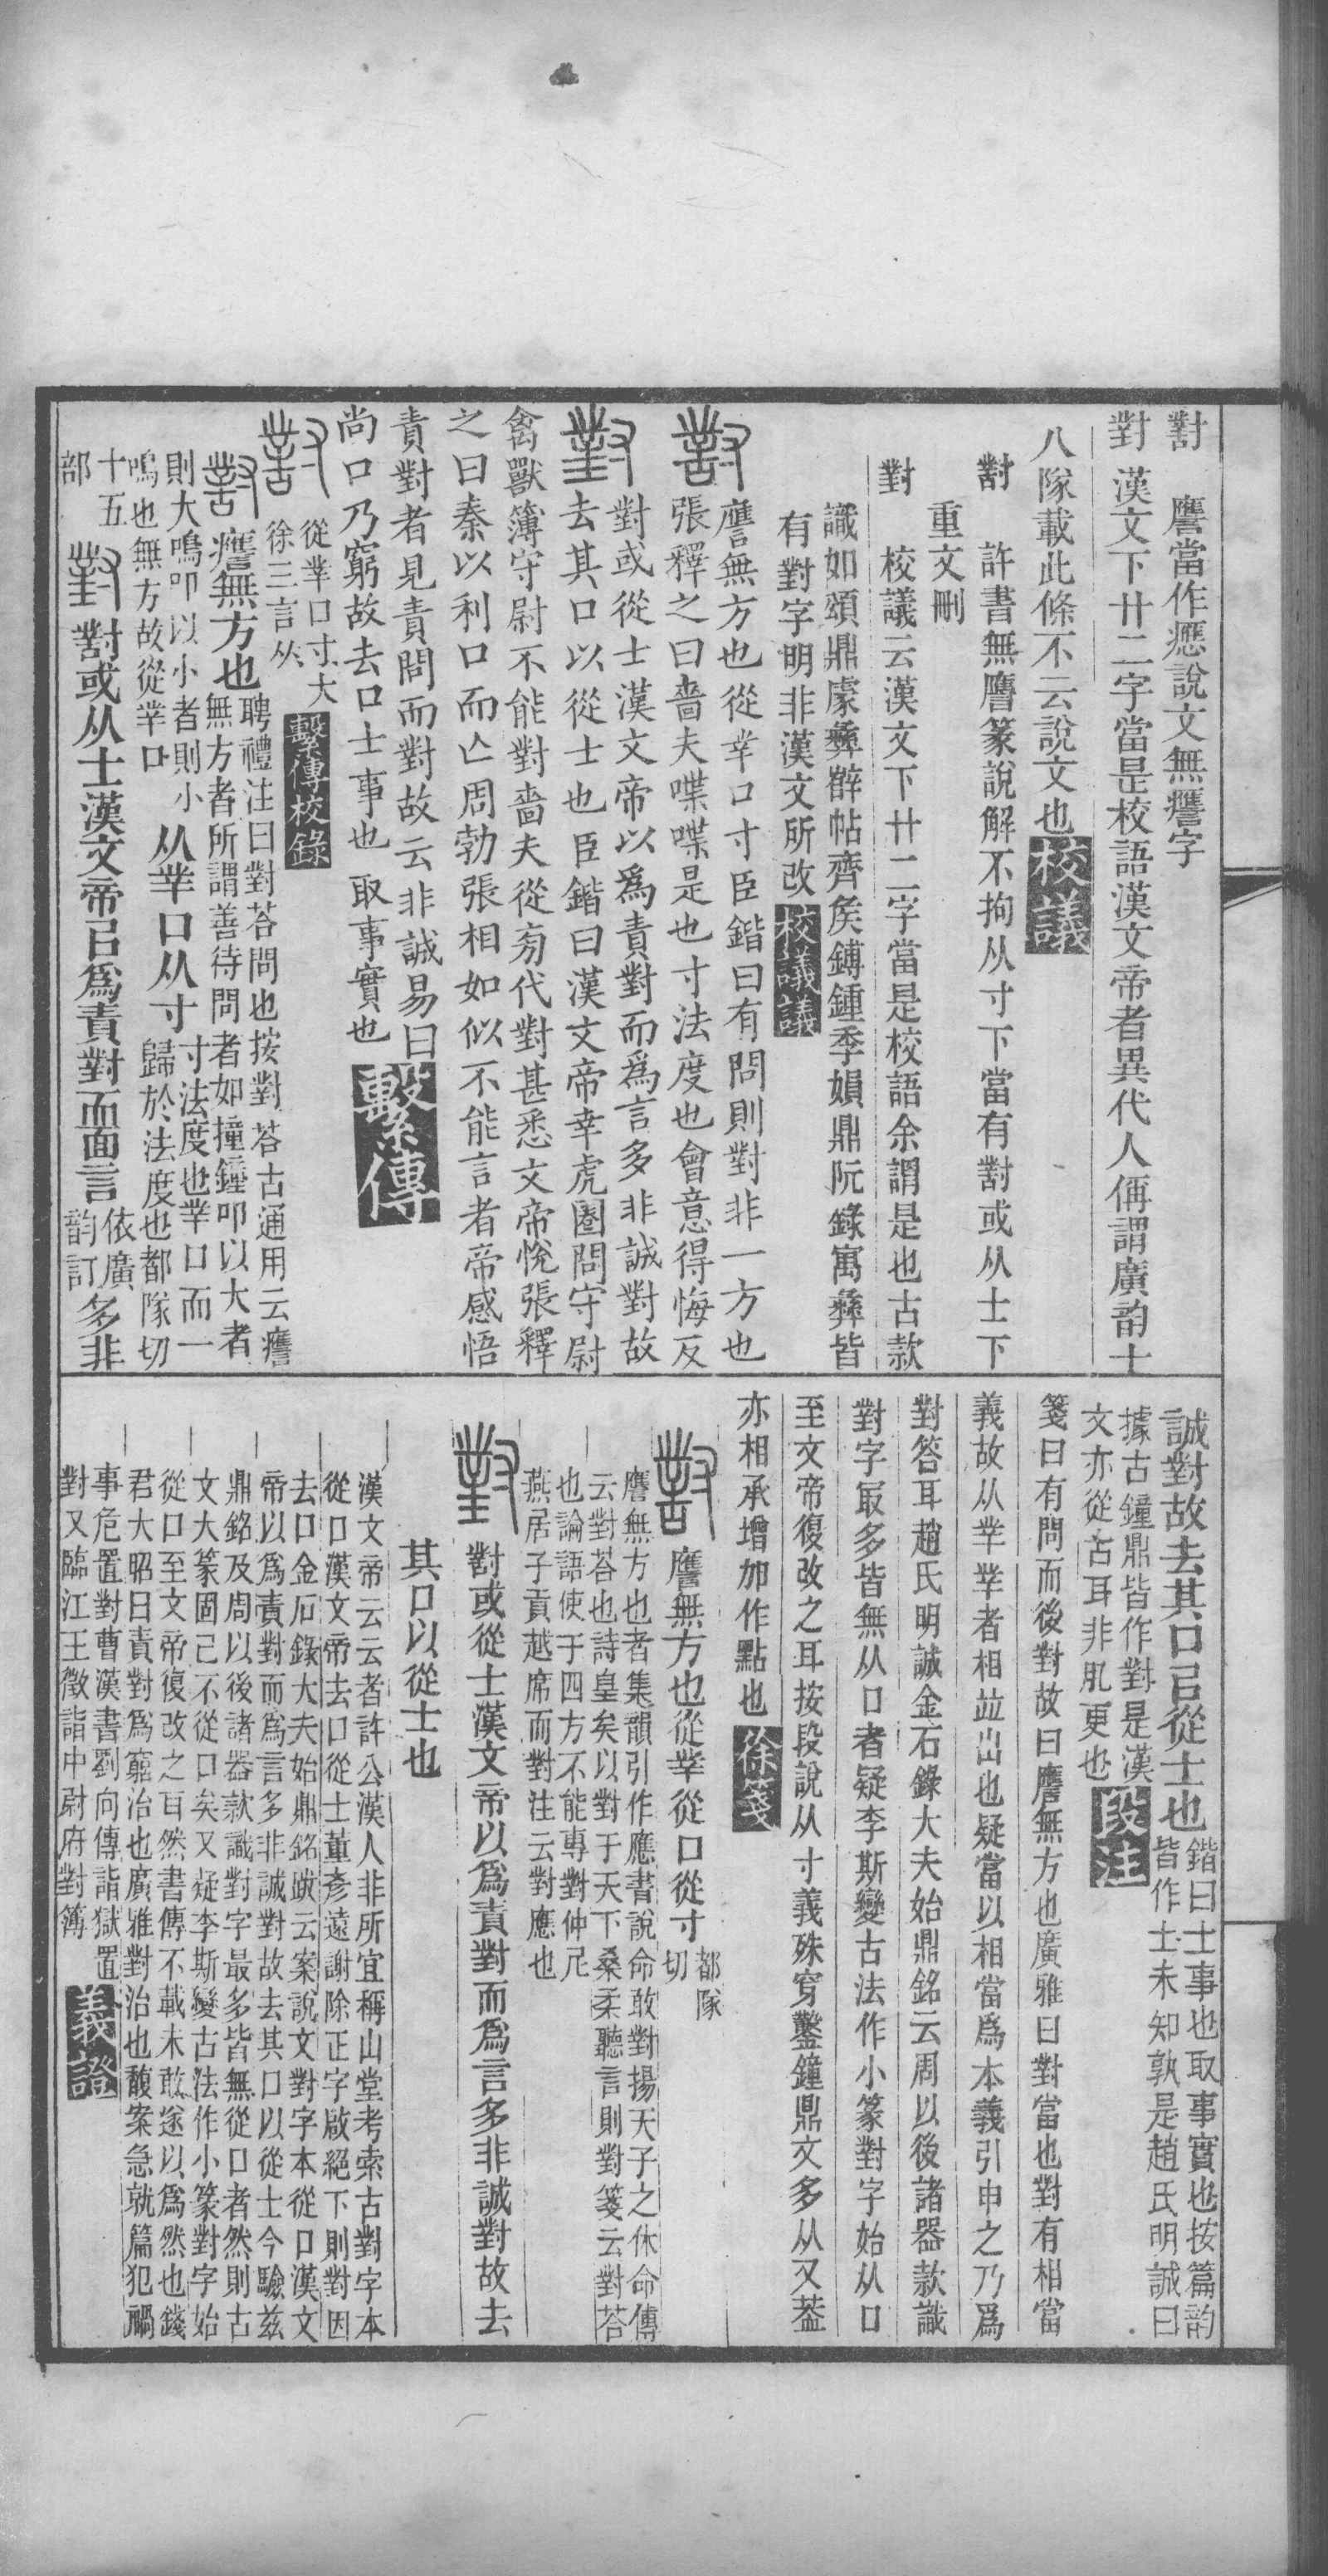 對　譍當作應說文無譍字
對　漢文下廿二字當是校語漢文帝者異代人偁謂廣韵十
八隊載此條不云說文也校議
對　許書無譍篆說解不拘从寸下當有對或从士下
重文刪
對　校議云漢文下廿二字當是校語余謂是也古款
識如頌鼎虡彝辥帖齊矦鎛鍾季媍鼎阮錄寓彝皆
有對字明非漢文所改校議議
譍無方也從丵口寸臣鍇曰有問則對非一方也
張釋之曰嗇夫喋喋是也寸法度也會意得悔反
對或從士漢文帝以爲責對而爲言多非誠對故
去其口以從士也臣鍇曰漢文帝幸虎圈問守尉
禽獸簿守尉不能對嗇夫從旁代對甚悉文帝悅張釋
之曰秦以利口而亾周勃張相如似不能言者帝感悟
責對者見責問而對故云非誠易曰
尚口乃窮故去口士事也　取事實也繫傳
從丵口寸大
徐三言从繫傳校錄
譍無方也聘禮注曰對荅問也按對荅古通用云譍
無方者所謂善待問者如撞鍾叩以大者
則大鳴叩以小者則小
鳴也無方故從丵口从丵口从寸寸法度也丵口而一
歸於法度也都隊切
十五
部對或从士漢文帝㠯爲責對而面言依廣
韵訂多非
誠對故去其口㠯從士也鍇曰士事也取事實也按篇韵
皆作士未知孰是趙氏明誠曰
據古鐘鼎皆作對是漢
文亦從古耳非肊更也段注
箋曰有問而後對故曰譍無方也廣雅曰對當也對有相當
義故从丵丵者相竝出也疑當以相當爲本義引申之乃爲
對答耳趙氏明誠金石錄大夫始鼎銘云周以後諸器款識
對字最多皆無从口者疑李斯變古法作小篆對字始从口
至文帝復改之耳按段說从寸義殊穿鑿鐘鼎文多从又葢
亦相承增加作點也徐箋
譍無方也從丵從口從寸都隊
切
譍無方也者集韻引作應書說命敢對揚天子之休命傳
云對荅也詩皇矣以對于天下桑柔聽言則對箋云對荅
也論語使于四方不能專對仲尼
燕居子貢越席而對注云對應也
對或從士漢文帝以爲責對而爲言多非誠對故去
其口以從士也
漢文帝云云者許公漢人非所宜稱山堂考索古對字本
從口漢文帝去口從士董彥遠謝除正字啟絕下則對因
去口金石錄大夫始鼎銘跋云案說文對字本從口漢文
帝以爲責對而爲言多非誠對故去其口以從士今驗茲
鼎銘及周以後諸器款識對字最多皆無從口者然則古
文大篆固已不從口矣又疑李斯變古法作小篆對字始
從口至文帝復改之耳然書傳不載未敢遂以爲然也錢
君大昭曰責對爲竆治也廣雅對治也馥案急就篇犯禍
事危置對曹漢書劉向傳詣獄置
對又臨江王徵詣中尉府對簿義證